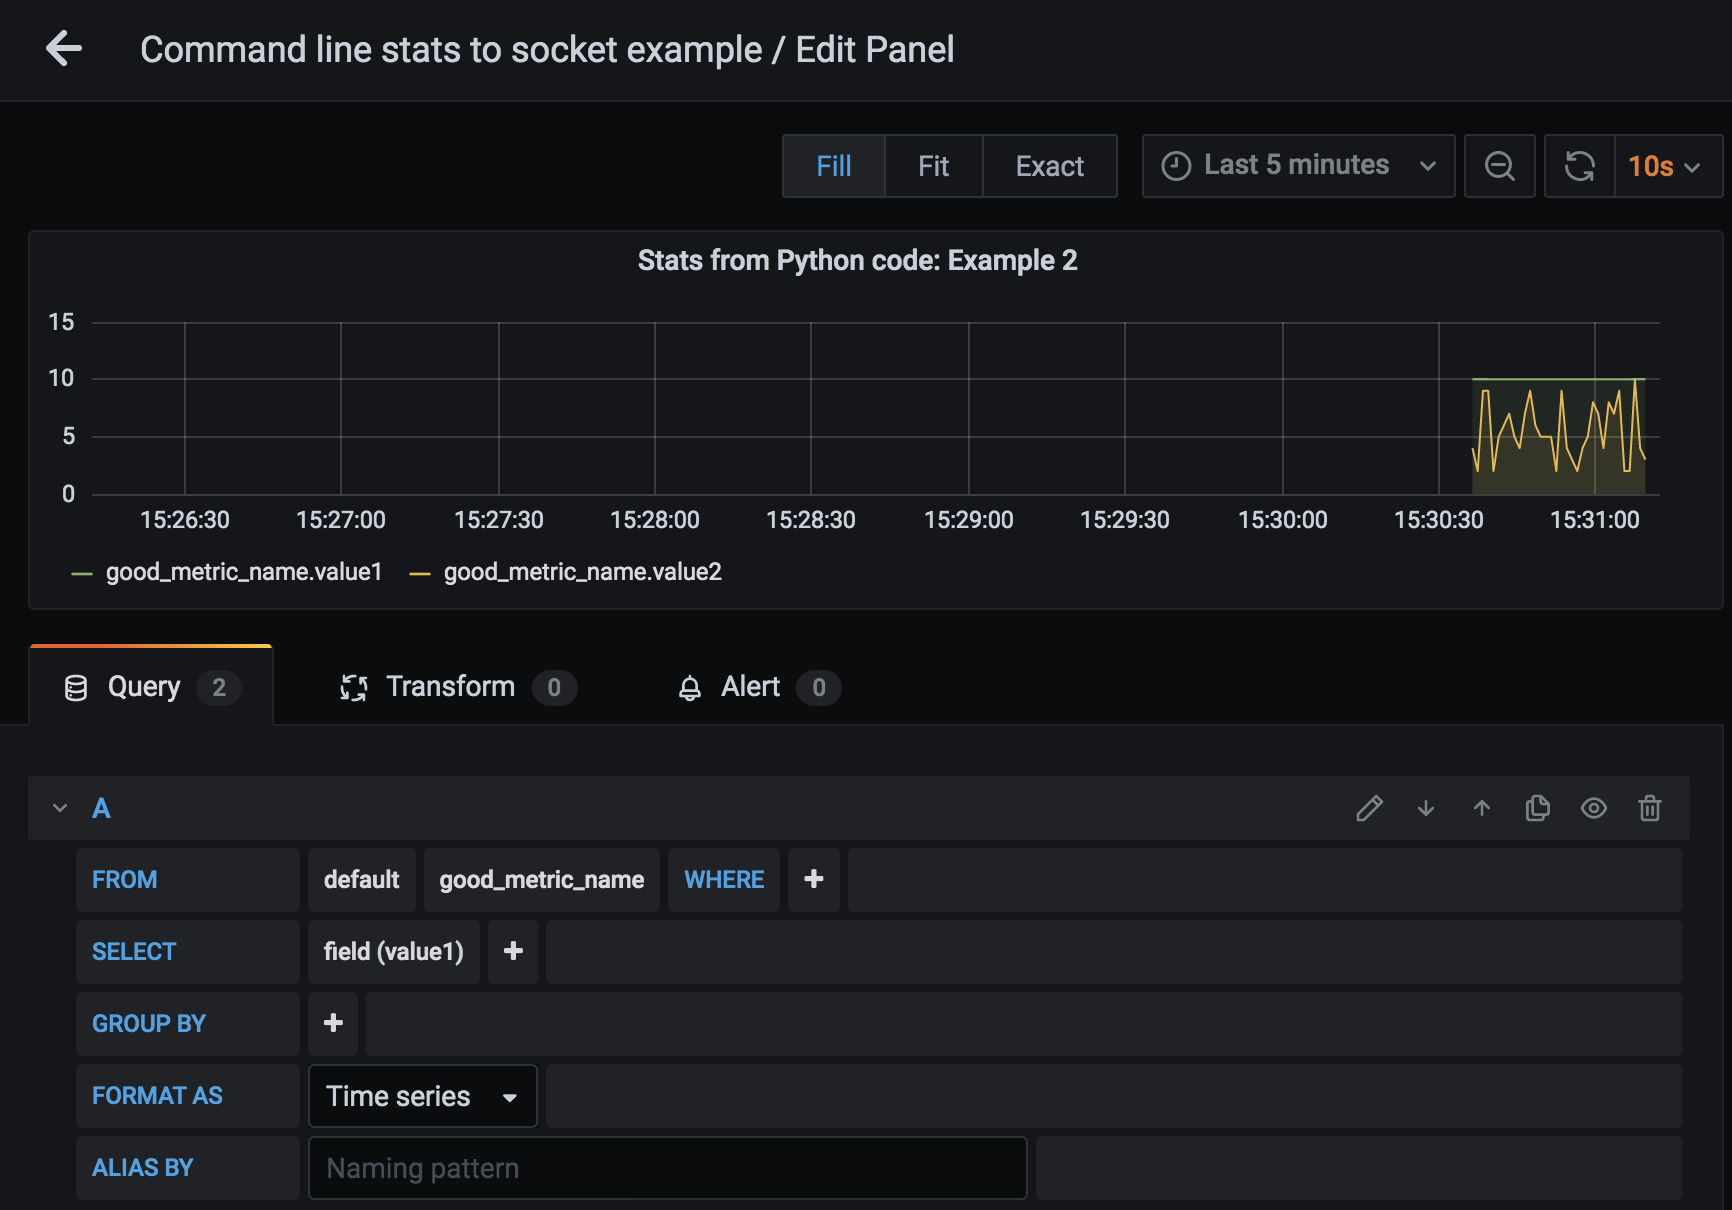 Command line stats to socket example / Edit Panel
Fill Fit Exact Last 5 minutes 10s
Stats from Python code: Example 2
15
10
5
0
15:26:30 15:27:00 15:27:30 15:28:00 15:28:30 15:29:00 15:29:30 15:30:00 15:30:30 15:31:00
good_metric_name.value1 good_metric_name.value2
Query 2 Transform 0 Alert 0
A
FROM default good_metric_name WHERE +
SELECT field (value1) +
GROUP BY +
FORMAT AS Time series
ALIAS BY Naming pattern